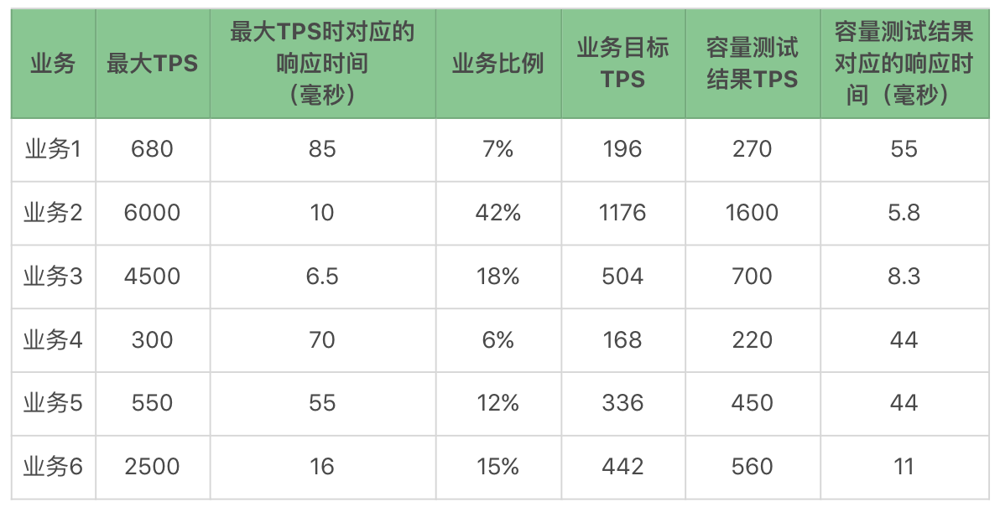 业务 最大TPS 最大TPS时对应的响应时间（毫秒） 业务比例 业务目标TPS 容量测试结果TPS 容量测试结果对应的响应时间（毫秒）
业务1 680 85 7% 196 270 55
业务2 6000 10 42% 1176 1600 5.8
业务3 4500 6.5 18% 504 700 8.3
业务4 300 70 6% 168 220 44
业务5 550 55 12% 336 450 44
业务6 2500 16 15% 442 560 11